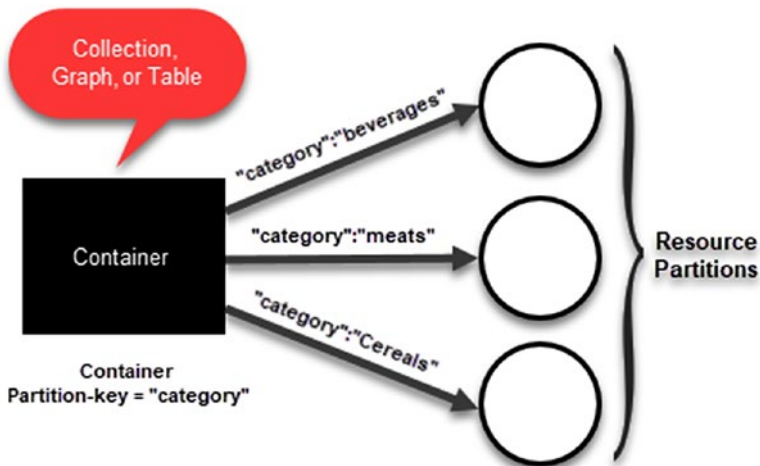 Collection,
Graph, or Table
"category":"beverages"
Container
"category":"meats"
Resource
Partitions
"category":"Cereals"
Container
Partition-key = "category"